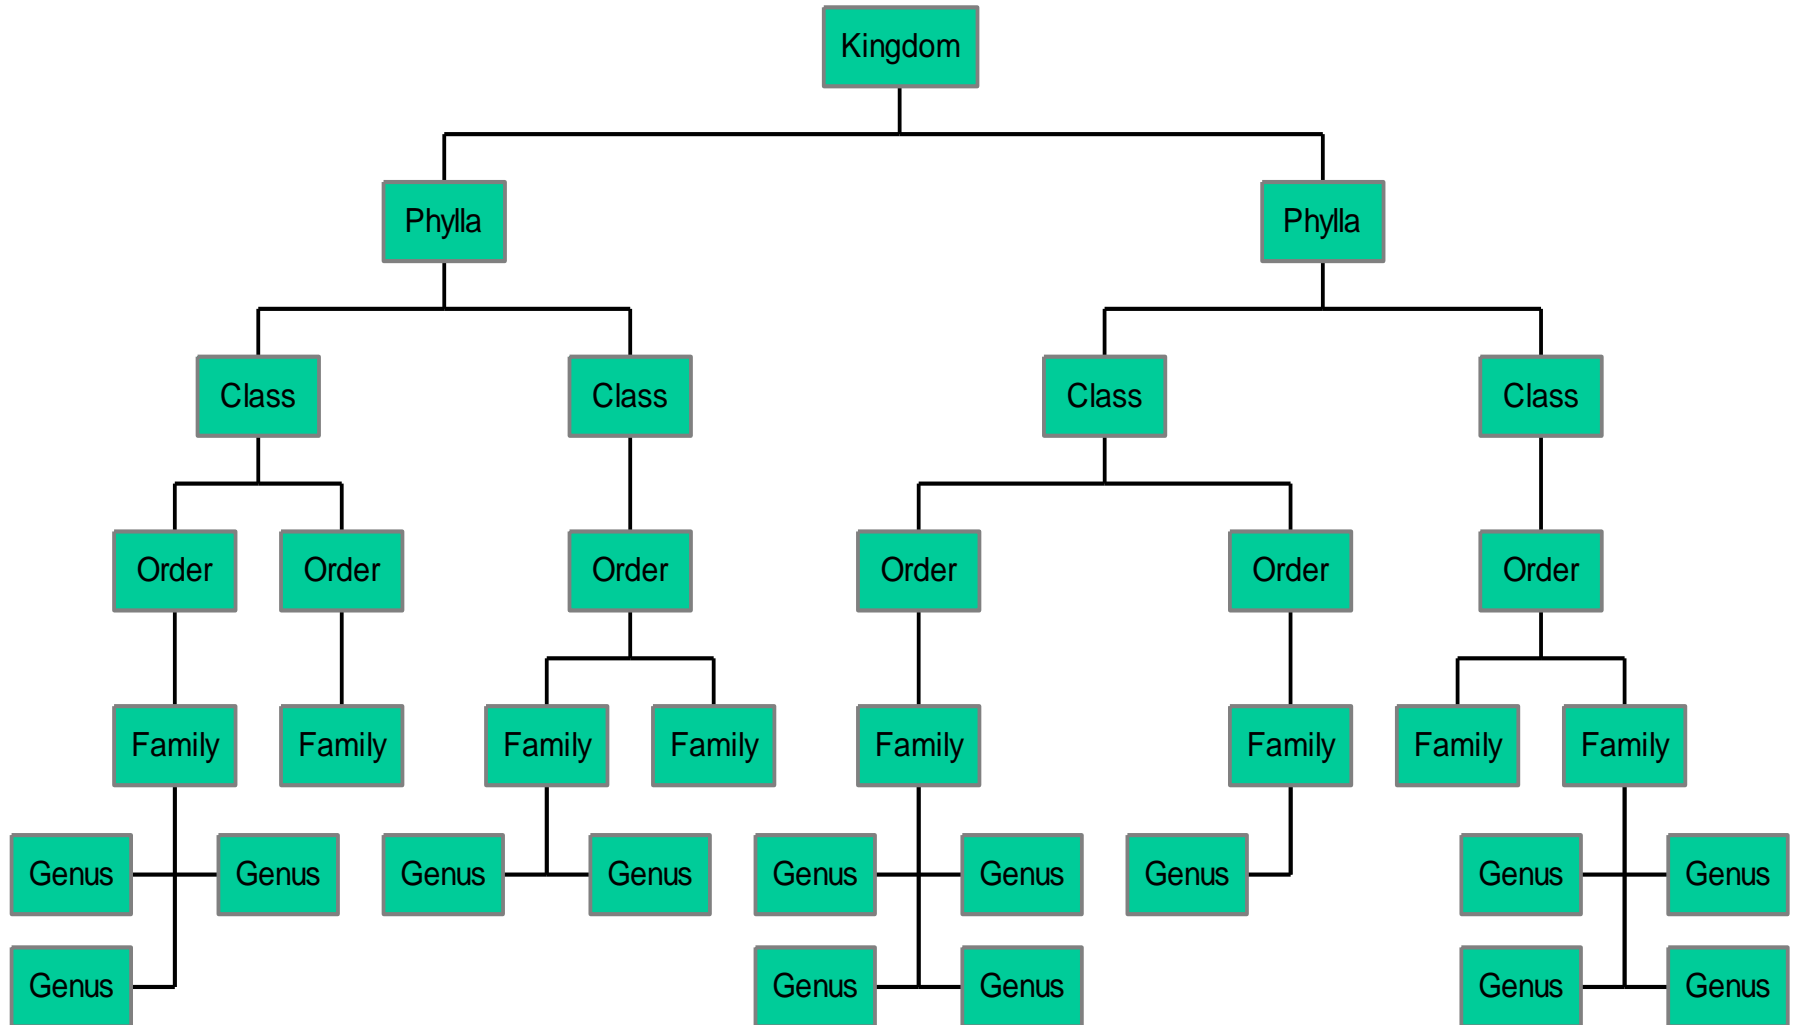 Kingdom
Phylla Phylla
Class Class Class Class
Order Order Order Order Order Order
Family Family Family Family Family Family Family Family
Genus Genus Genus Genus Genus Genus Genus Genus Genus
Genus Genus Genus Genus Genus